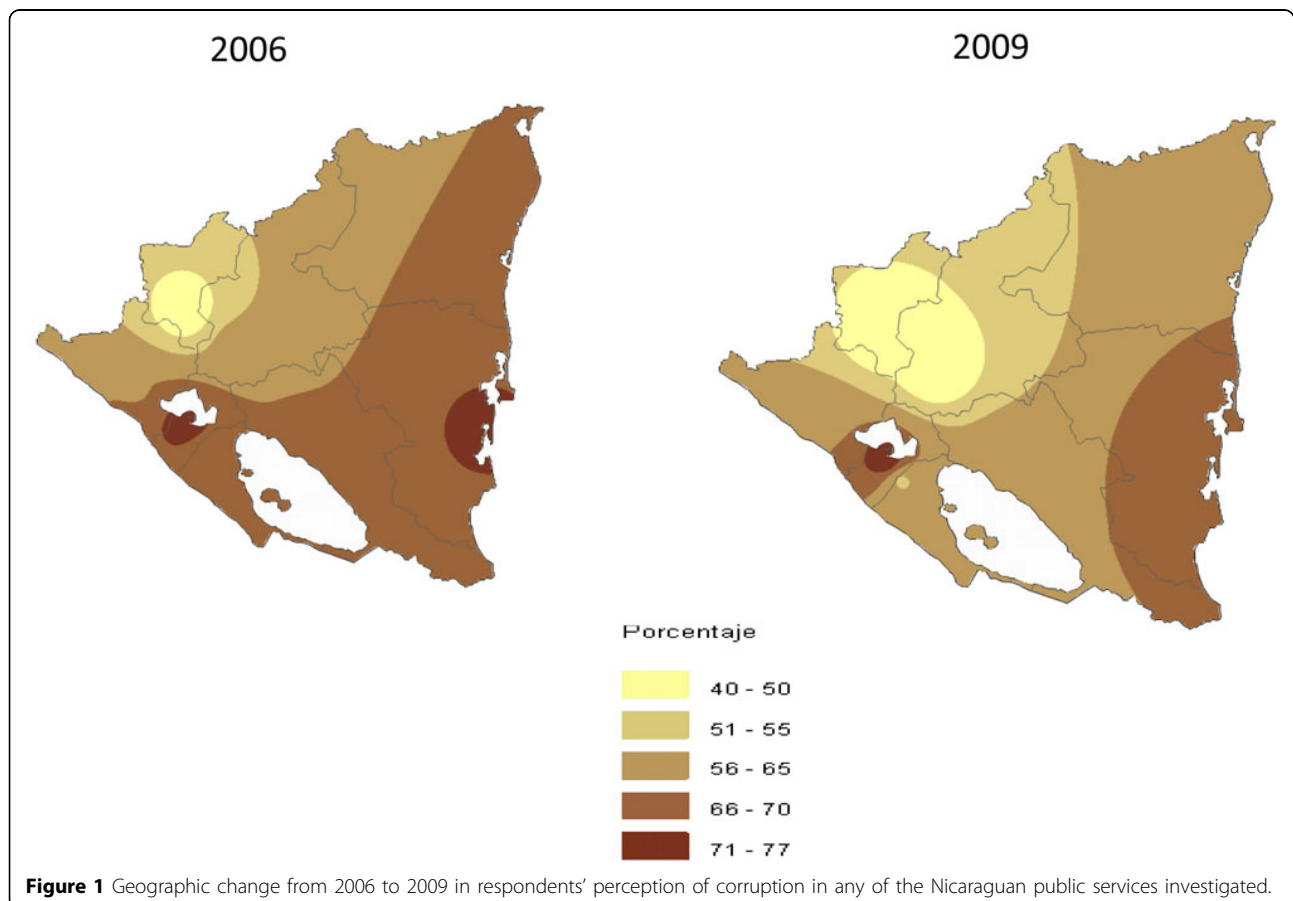 2006
2009
Porcentaje
40 - 50
51 - 55
56 - 65
66 - 70
71 - 77
Figure 1 Geographic change from 2006 to 2009 in respondents’ perception of corruption in any of the Nicaraguan public services investigated.